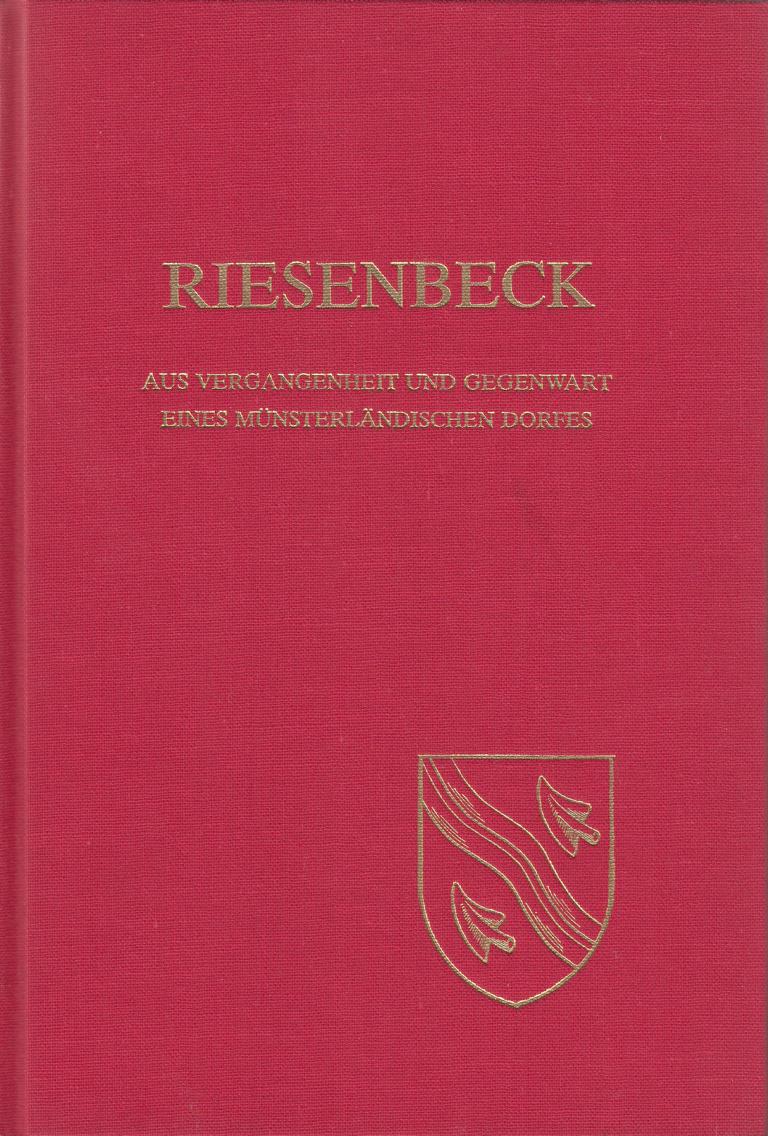 RIESENBECK
AUS VERGANGENHEIT UND GEGENWART
EINES MÜNSTERLÄNDISCHEN DORFES